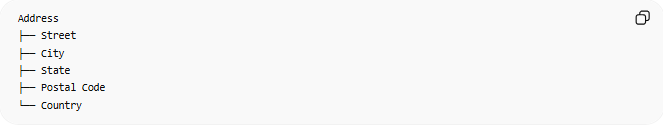 Address
├── Street
├── City
├── State
├── Postal Code
└── Country